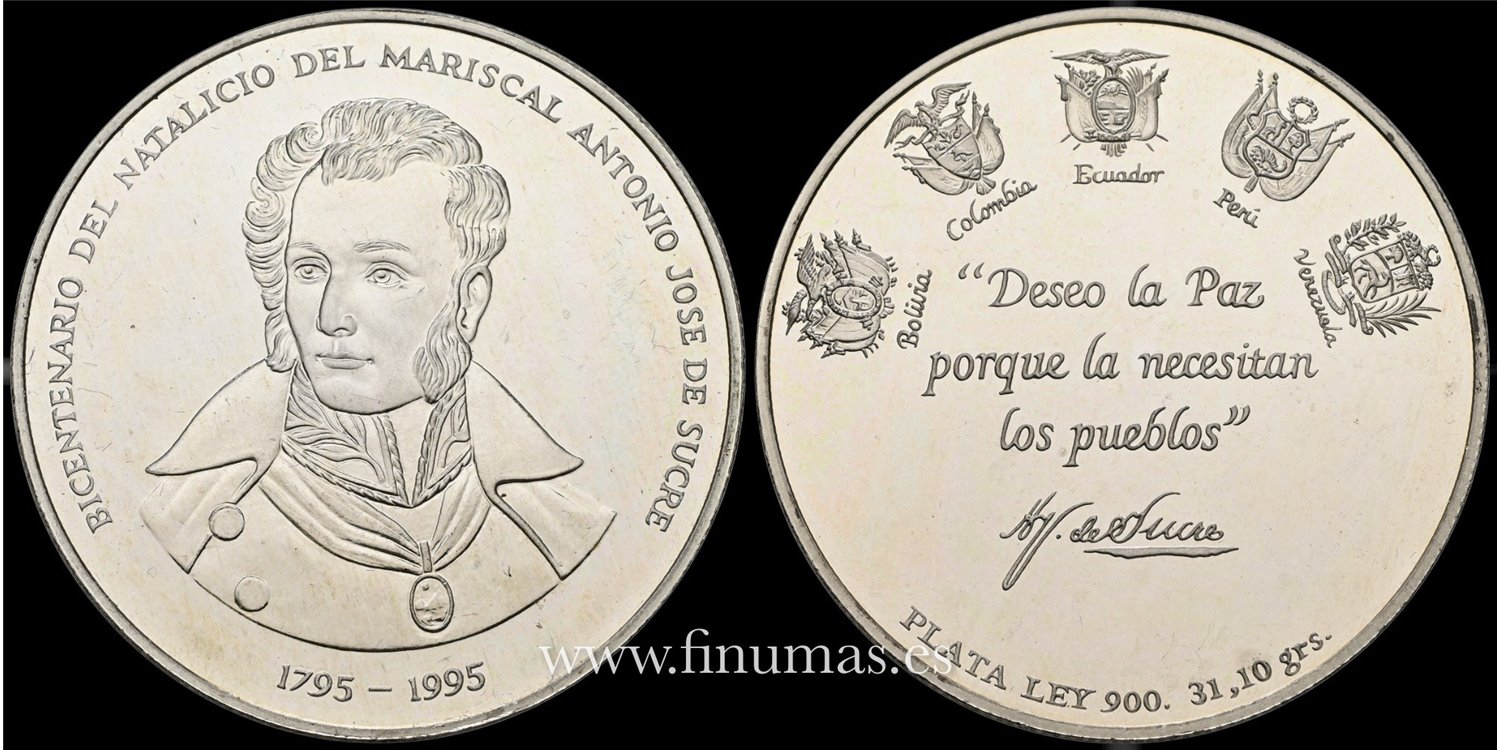 BICENTENARIO DEL NATALICIO DEL MARISCAL ANTONIO JOSE DE SUCRE
1795 – 1995
Bolivia
Colombia
Ecuador
Perú
Venezuela
“Deseo la Paz
porque la necesitan
los pueblos”
AJ. de Sucre
PLATA LEY 900. 31,10 grs.
www.finumas.es